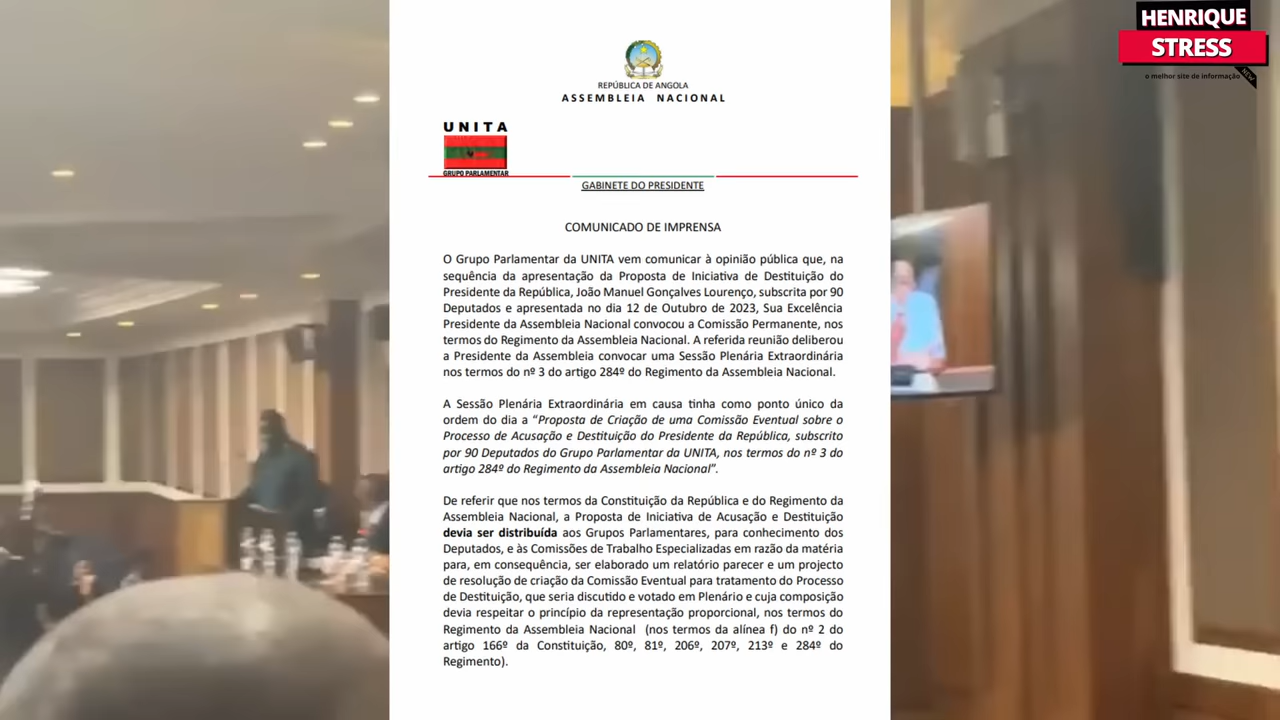 HENRIQUE
STRESS
o melhor site de informação
NEW
REPÚBLICA DE ANGOLA
ASSEMBLEIA NACIONAL
UNITA
GRUPO PARLAMENTAR
GABINETE DO PRESIDENTE
COMUNICADO DE IMPRENSA
O Grupo Parlamentar da UNITA vem comunicar à opinião pública que, na
sequência da apresentação da Proposta de Iniciativa de Destituição do
Presidente da República, João Manuel Gonçalves Lourenço, subscrita por 90
Deputados e apresentada no dia 12 de Outubro de 2023, Sua Excelência
Presidente da Assembleia Nacional convocou a Comissão Permanente, nos
termos do Regimento da Assembleia Nacional. A referida reunião deliberou
a Presidente da Assembleia convocar uma Sessão Plenária Extraordinária
nos termos do nº 3 do artigo 284º do Regimento da Assembleia Nacional.
A Sessão Plenária Extraordinária em causa tinha como ponto único da
ordem do dia a “Proposta de Criação de uma Comissão Eventual sobre o
Processo de Acusação e Destituição do Presidente da República, subscrito
por 90 Deputados do Grupo Parlamentar da UNITA, nos termos do nº 3 do
artigo 284º do Regimento da Assembleia Nacional”.
De referir que nos termos da Constituição da República e do Regimento da
Assembleia Nacional, a Proposta de Iniciativa de Acusação e Destituição
devia ser distribuída aos Grupos Parlamentares, para conhecimento dos
Deputados, e às Comissões de Trabalho Especializadas em razão da matéria
para, em consequência, ser elaborado um relatório parecer e um projecto
de resolução de criação da Comissão Eventual para tratamento do Processo
de Destituição, que seria discutido e votado em Plenário e cuja composição
devia respeitar o princípio da representação proporcional, nos termos do
Regimento da Assembleia Nacional (nos termos da alínea f) do nº 2 do
artigo 166º da Constituição, 80º, 81º, 206º, 207º, 213º e 284º do
Regimento).